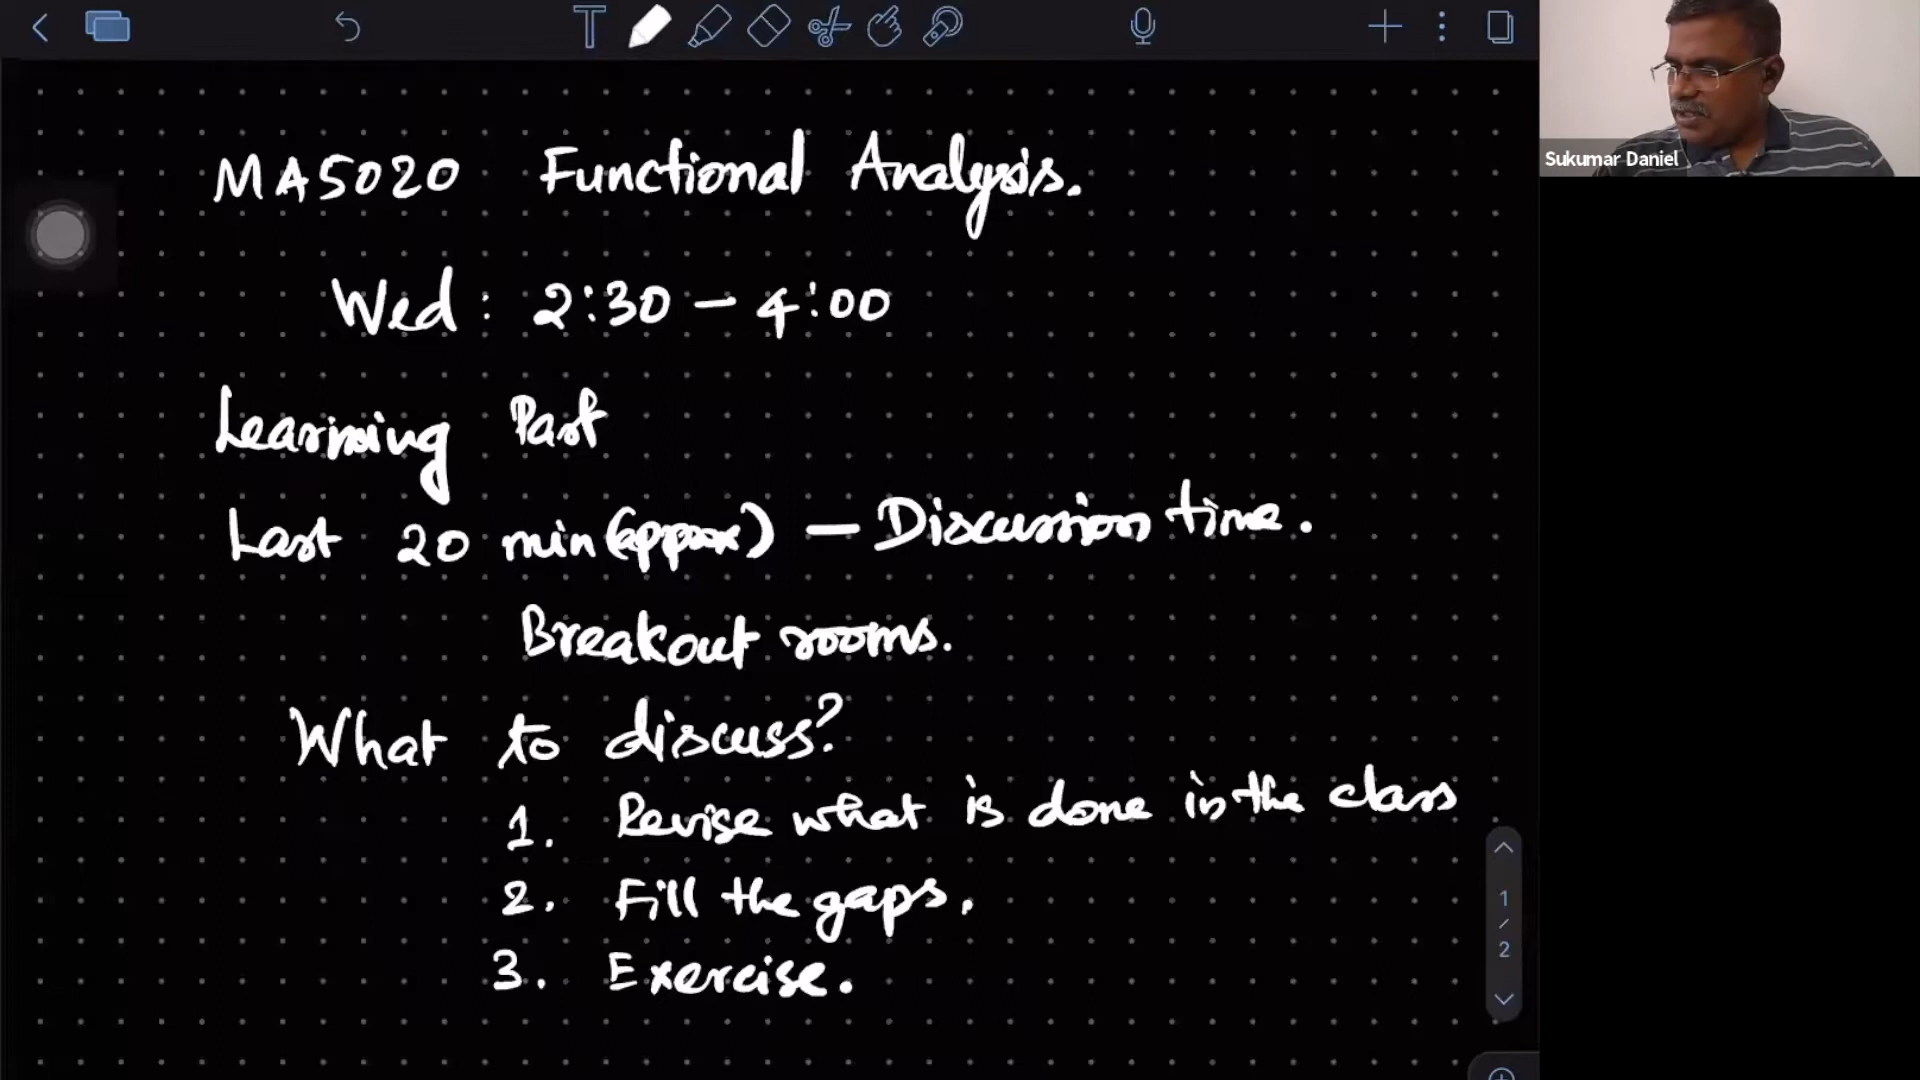 MA5020 Functional Analysis.
Sukumar Daniel
Wed: 2:30 - 4:00
Learning Part
Last 20 min (approx) - Discussion time.
Breakout rooms.
What to discuss?
1. Revise what is done in the class
2. Fill the gaps.
3. Exercise.
1
/
2